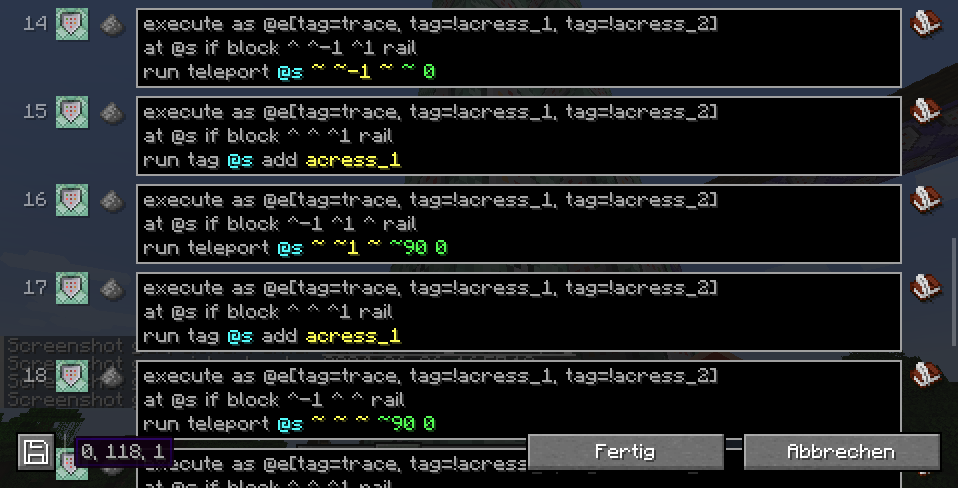 14
execute as @e[tag=trace, tag=!acress_1, tag=!acress_2]
at @s if block ^ ^-1 ^1 rail
run teleport @s ~ ~-1 ~ ~ 0
15
execute as @e[tag=trace, tag=!acress_1, tag=!acress_2]
at @s if block ^ ^ ^1 rail
run tag @s add acress_1
16
execute as @e[tag=trace, tag=!acress_1, tag=!acress_2]
at @s if block ^-1 ^1 ^ rail
run teleport @s ~ ~1 ~ ~90 0
17
execute as @e[tag=trace, tag=!acress_1, tag=!acress_2]
at @s if block ^ ^ ^1 rail
run tag @s add acress_1
Screenshot
Screenshot
18
execute as @e[tag=trace, tag=!acress_1, tag=!acress_2]
at @s if block ^-1 ^ ^ rail
run teleport @s ~ ~ ~ ~90 0
Screenshot
0, 118, 1
Fertig
Abbrechen
execute as @e[tag=trace, tag=!acress_1, tag=!acress_2]
at @s if block ^ ^ ^1 rail